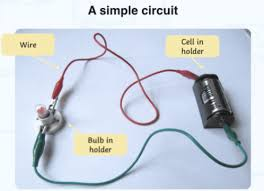 A simple circuit
Wire
Cell in
holder
Bulb in
holder